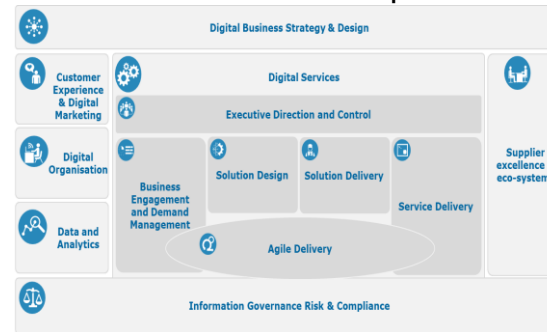 Digital Business Strategy & Design
Customer
Experience
& Digital
Marketing
Digital
Organisation
Data and
Analytics
Digital Services
Executive Direction and Control
Business
Engagement
and Demand
Management
Solution Design
Solution Delivery
Service Delivery
Agile Delivery
Supplier
excellence
eco-system
Information Governance Risk & Compliance